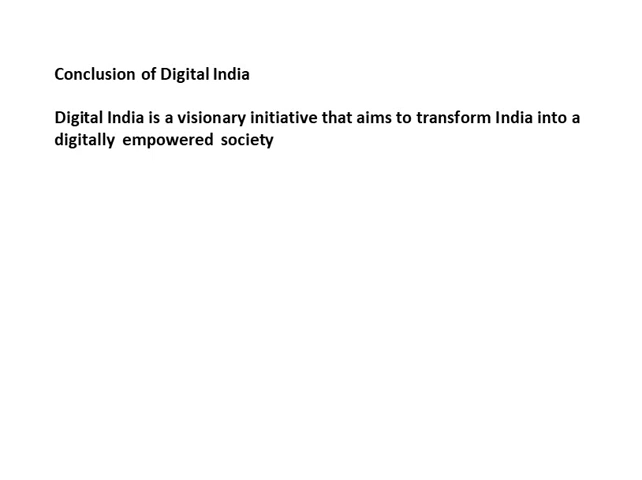 Conclusion of Digital India
Digital India is a visionary initiative that aims to transform India into a
digitally empowered society